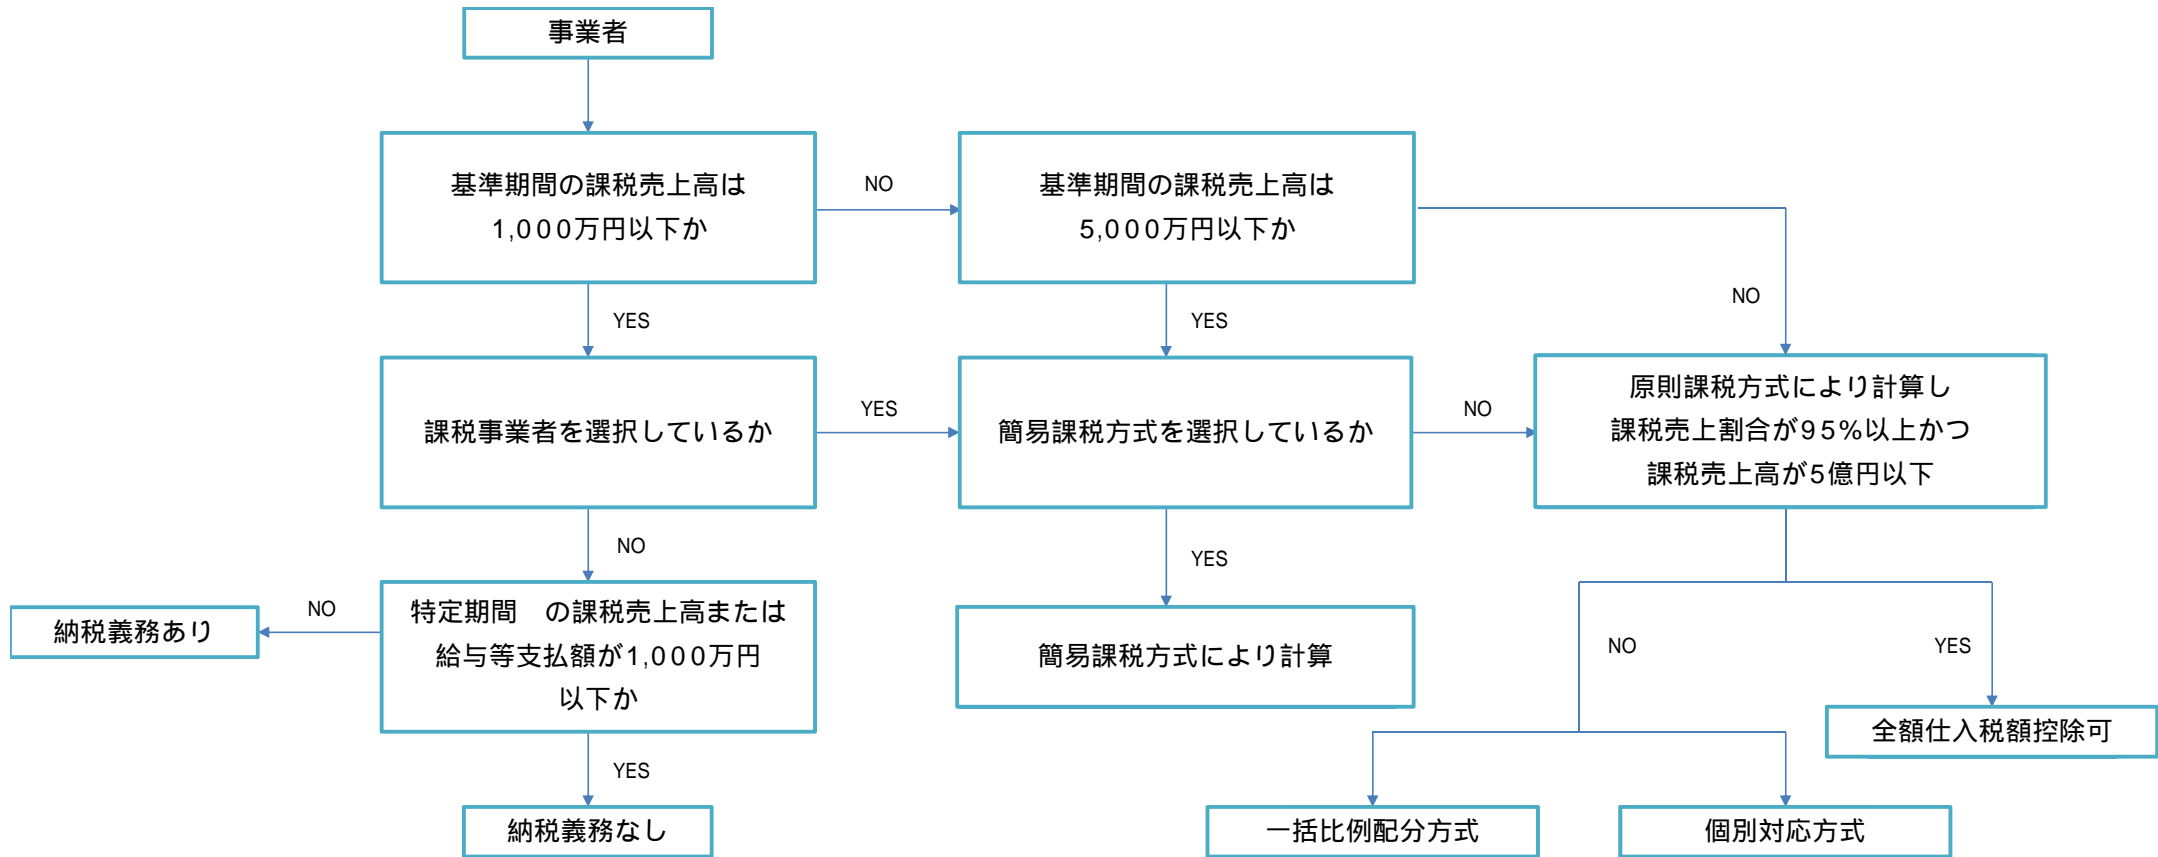 事業者
基準期間の課税売上高は
1,000万円以下か
NO
基準期間の課税売上高は
5,000万円以下か
NO
YES
YES
課税事業者を選択しているか
YES
簡易課税方式を選択しているか
NO
原則課税方式により計算し
課税売上割合が95%以上かつ
課税売上高が5億円以下
NO
YES
納税義務あり
NO
特定期間　の課税売上高または
給与等支払額が1,000万円
以下か
簡易課税方式により計算
NO
YES
全額仕入税額控除可
YES
納税義務なし
一括比例配分方式
個別対応方式